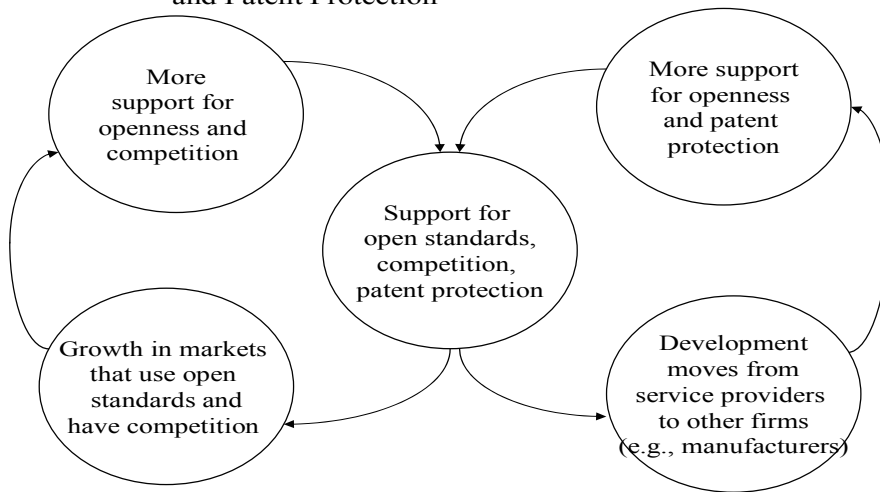 and Patent Protection
More
support for
openness and
competition
More support
for openness
and patent
protection
Support for
open standards,
competition,
patent protection
Growth in markets
that use open
standards and
have competition
Development
moves from
service providers
to other firms
(e.g., manufacturers)